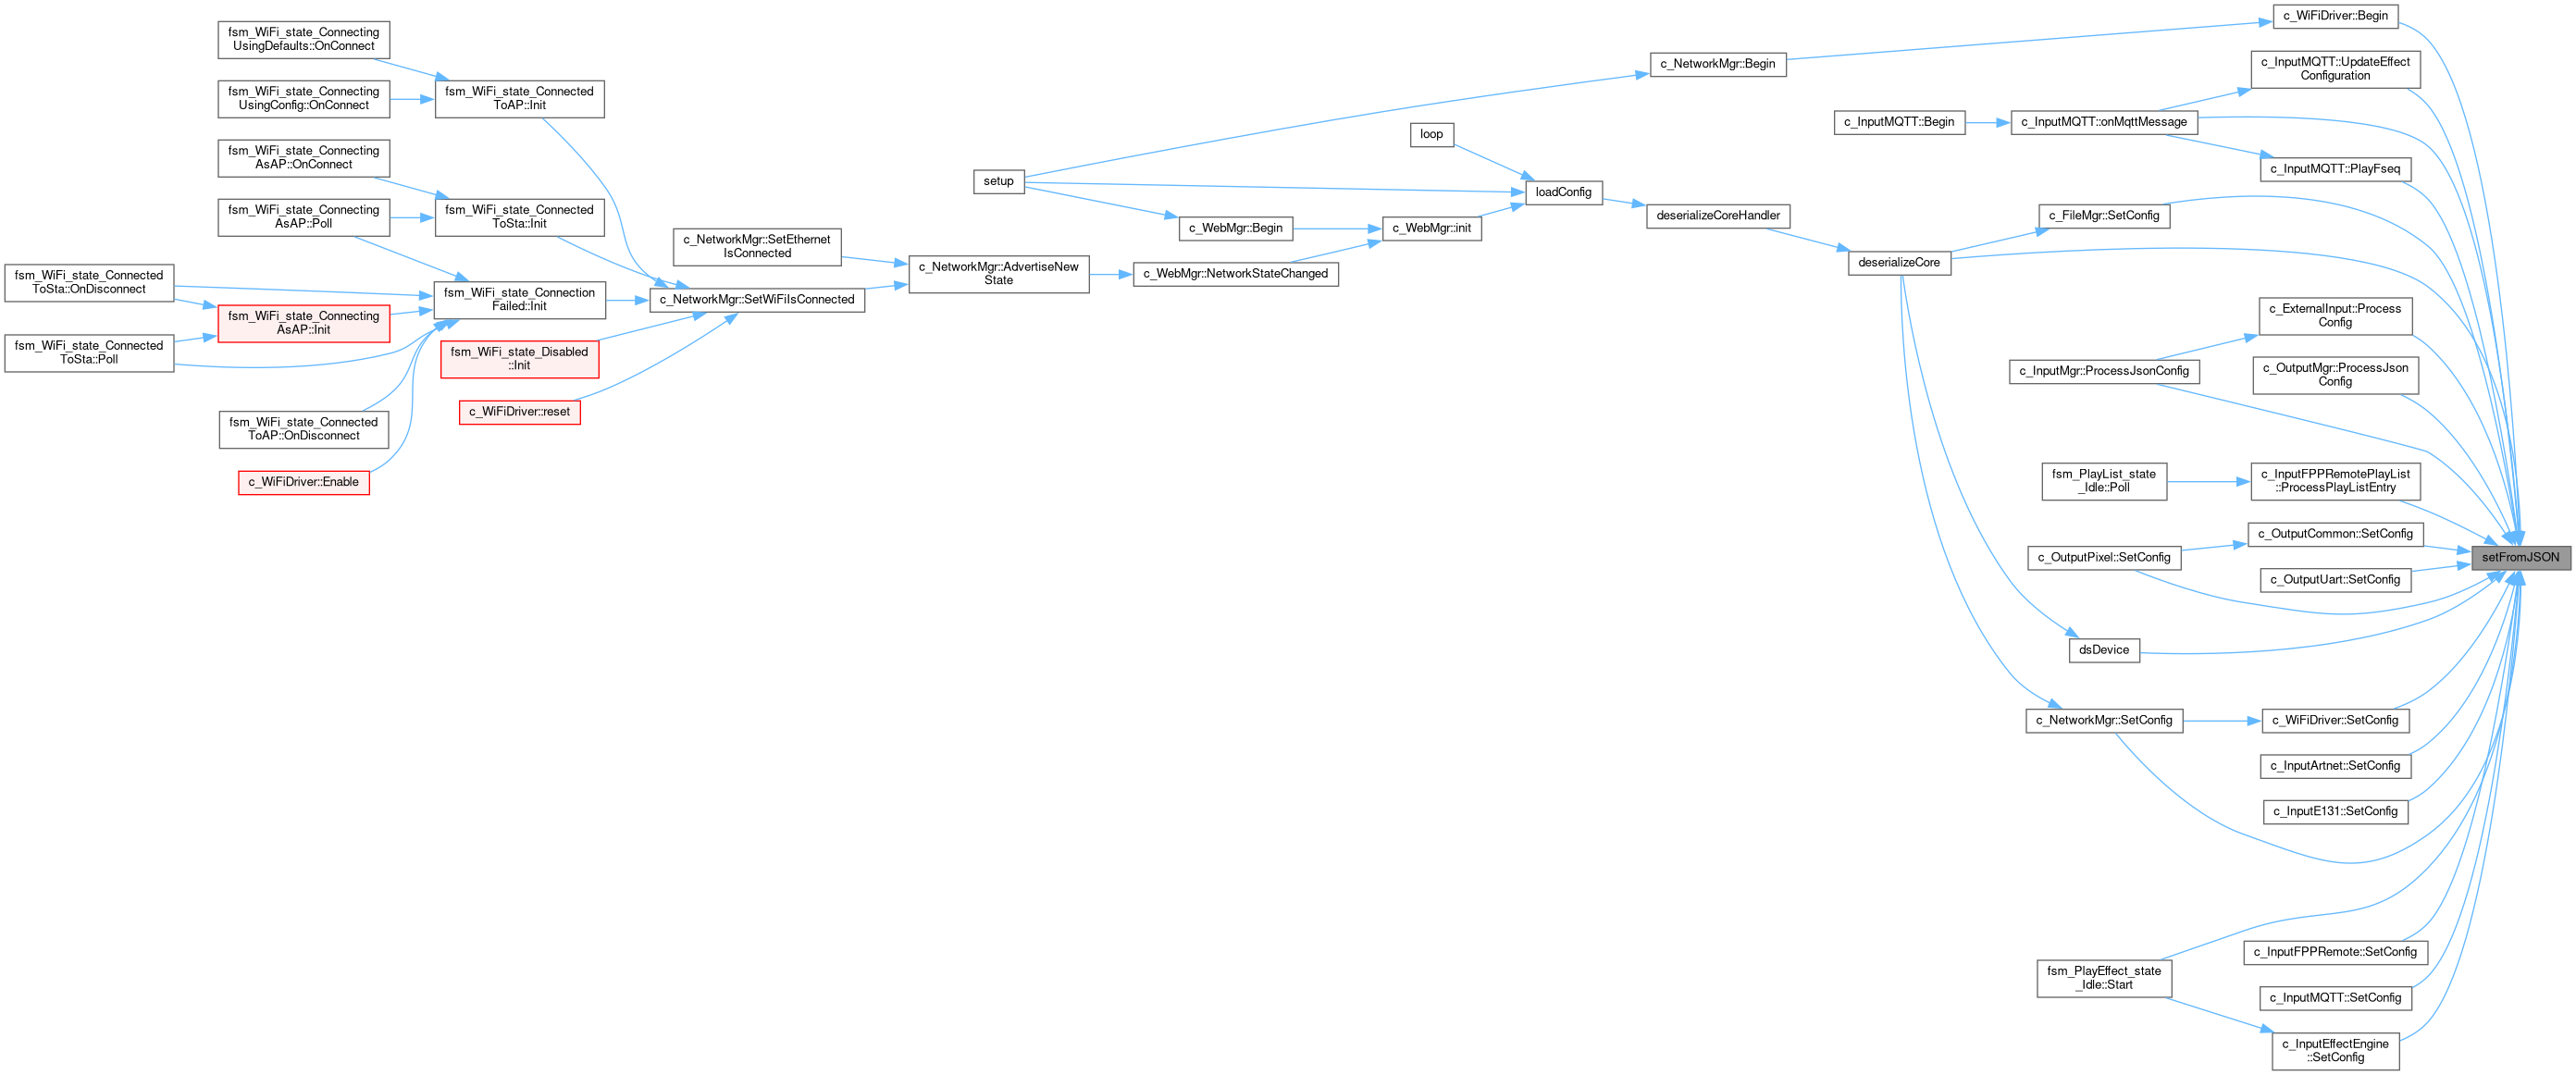 fsm_WiFi_state_Connecting
UsingDefaults::OnConnect
fsm_WiFi_state_Connecting
UsingConfig::OnConnect
fsm_WiFi_state_Connecting
AsAP::OnConnect
fsm_WiFi_state_Connecting
AsAP::Poll
fsm_WiFi_state_Connected
ToSta::OnDisconnect
fsm_WiFi_state_Connecting
AsAP::Init
fsm_WiFi_state_Connected
ToSta::Poll
fsm_WiFi_state_Connected
ToAP::OnDisconnect
c_WiFiDriver::Enable
fsm_WiFi_state_Connected
ToAP::Init
fsm_WiFi_state_Connected
ToSta::Init
fsm_WiFi_state_Connection
Failed::Init
fsm_WiFi_state_Disabled
::Init
c_WiFiDriver::reset
c_NetworkMgr::SetEthernet
IsConnected
c_NetworkMgr::SetWiFiIsConnected
c_NetworkMgr::AdvertiseNew
State
setup
c_WebMgr::Begin
c_WebMgr::NetworkStateChanged
loop
c_WebMgr::init
loadConfig
c_NetworkMgr::Begin
deserializeCoreHandler
c_InputMQTT::Begin
deserializeCore
c_InputMQTT::onMqttMessage
c_FileMgr::SetConfig
c_InputMgr::ProcessJsonConfig
fsm_PlayList_state
_Idle::Poll
c_OutputPixel::SetConfig
dsDevice
c_NetworkMgr::SetConfig
fsm_PlayEffect_state
_Idle::Start
c_WiFiDriver::Begin
c_InputMQTT::UpdateEffect
Configuration
c_InputMQTT::PlayFseq
c_ExternalInput::Process
Config
c_OutputMgr::ProcessJson
Config
c_InputFPPRemotePlayList
::ProcessPlayListEntry
c_OutputCommon::SetConfig
c_OutputUart::SetConfig
c_WiFiDriver::SetConfig
c_InputArtnet::SetConfig
c_InputE131::SetConfig
c_InputFPPRemote::SetConfig
c_InputMQTT::SetConfig
c_InputEffectEngine
::SetConfig
setFromJSON